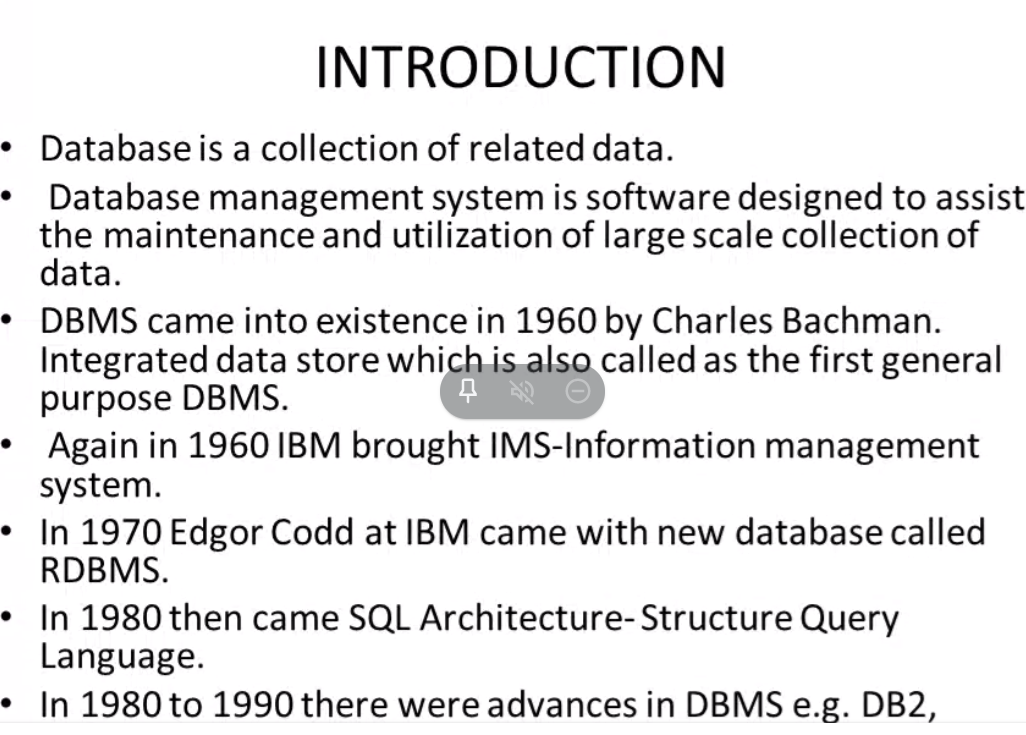 INTRODUCTION
• Database is a collection of related data.
• Database management system is software designed to assist
the maintenance and utilization of large scale collection of
data.
• DBMS came into existence in 1960 by Charles Bachman.
Integrated data store which is also called as the first general
purpose DBMS.
• Again in 1960 IBM brought IMS-Information management
system.
• In 1970 Edgor Codd at IBM came with new database called
RDBMS.
• In 1980 then came SQL Architecture- Structure Query
Language.
• In 1980 to 1990 there were advances in DBMS e.g. DB2,